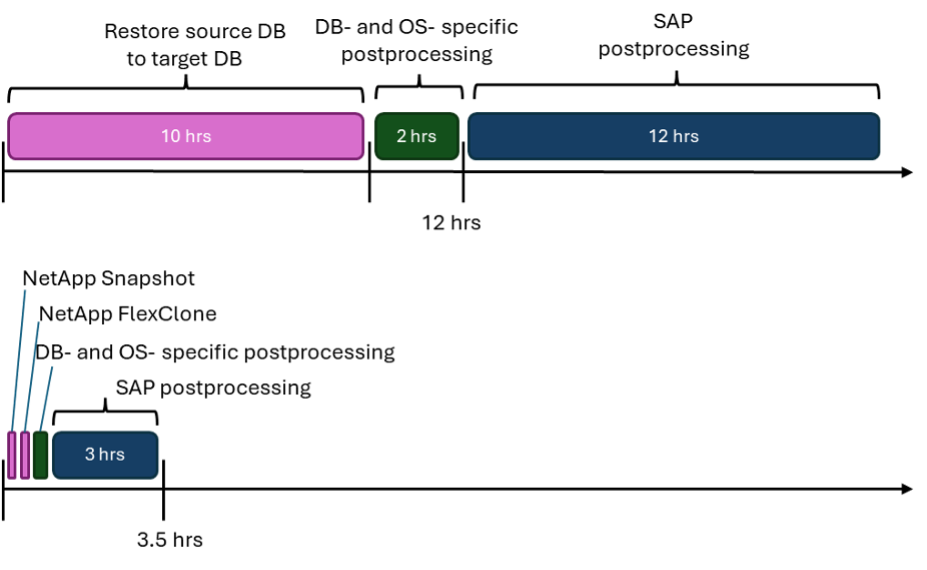 Restore source DB
to target DB
DB- and OS- specific
postprocessing
SAP
postprocessing
10 hrs
2 hrs
12 hrs
12 hrs
NetApp Snapshot
NetApp FlexClone
DB- and OS- specific postprocessing
SAP postprocessing
3 hrs
3.5 hrs